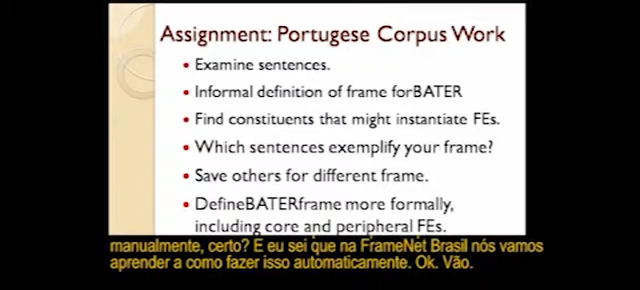 Assignment: Portugese Corpus Work
• Examine sentences.
• Informal definition of frame forBATER
• Find constituents that might instantiate FEs.
• Which sentences exemplify your frame?
• Save others for different frame.
• DefineBATERframe more formally,
including core and peripheral FEs.
manualmente, certo? E eu sei que na FrameNet Brasil nós vamos
aprender a como fazer isso automaticamente. Ok. Vão.